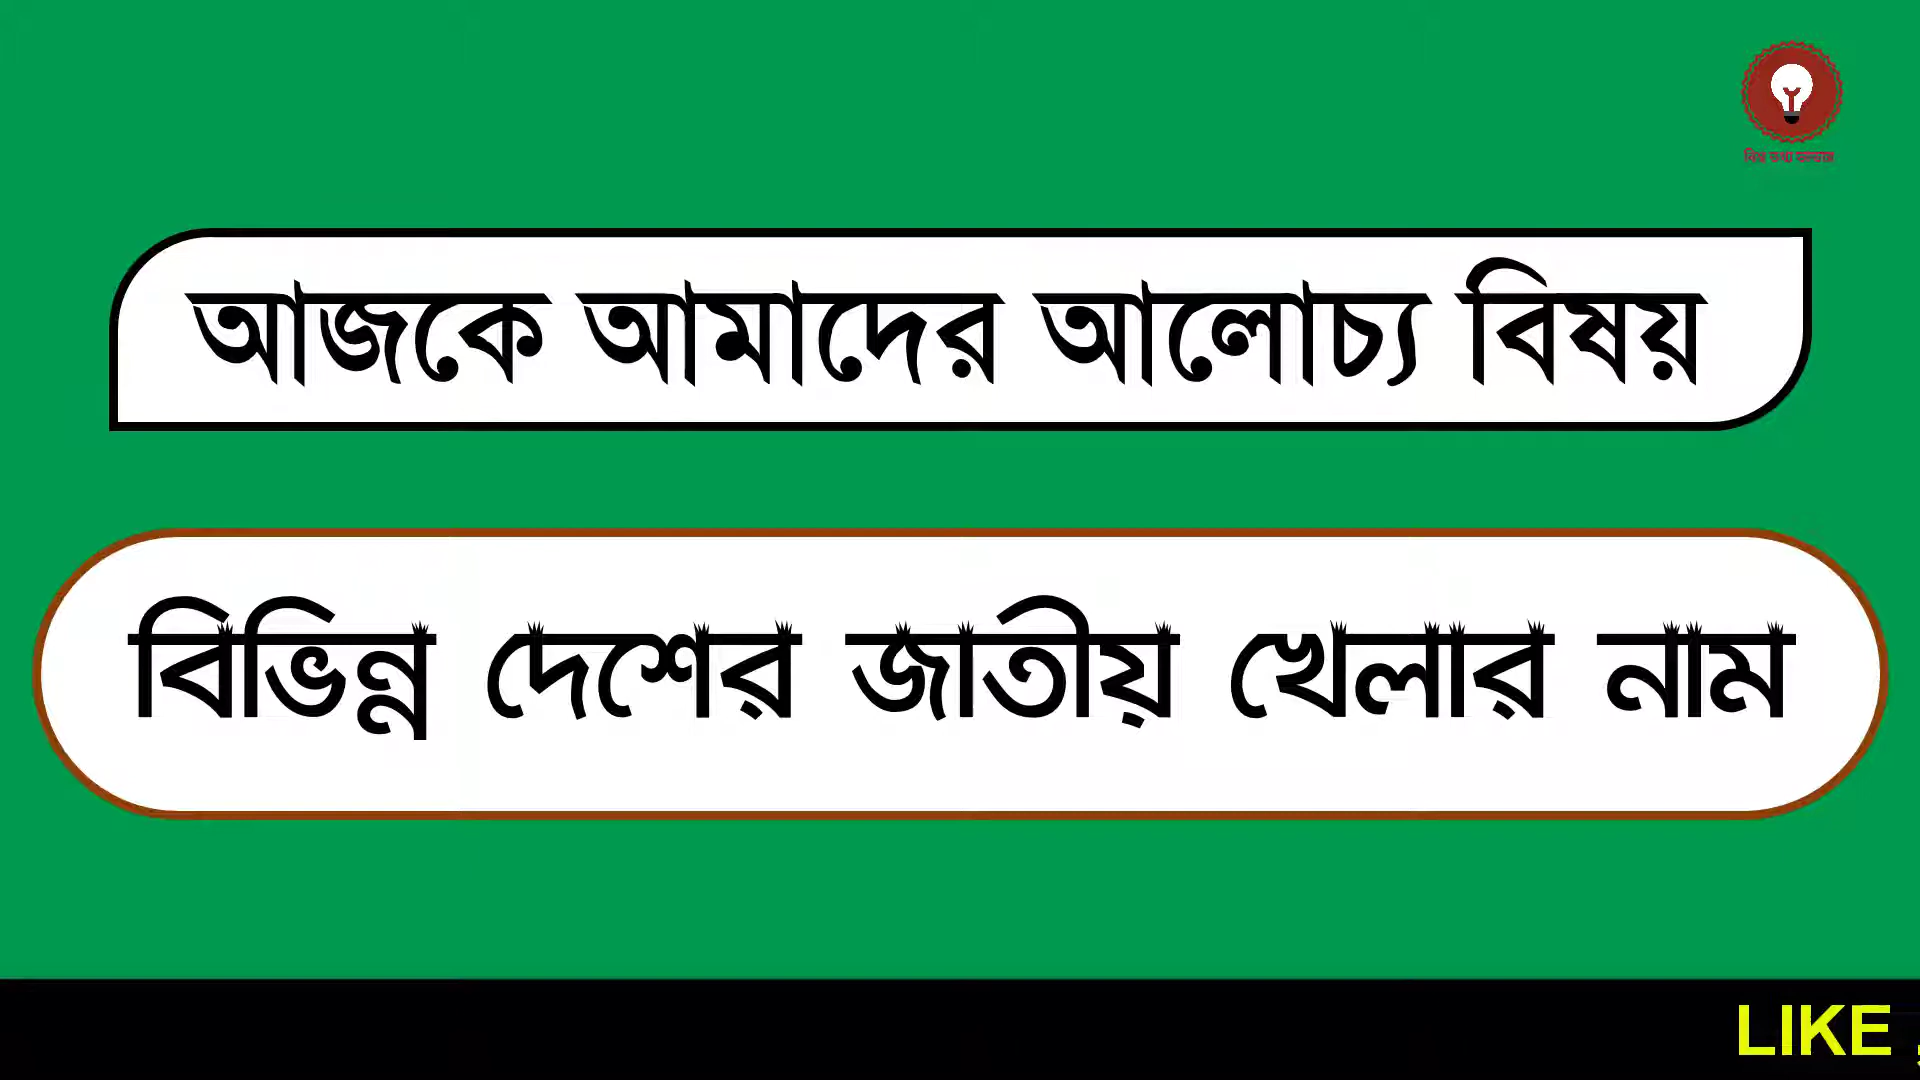 আজকে আমাদের আলোচ্য বিষয়
বিভিন্ন দেশের জাতীয় খেলার নাম
LIKE